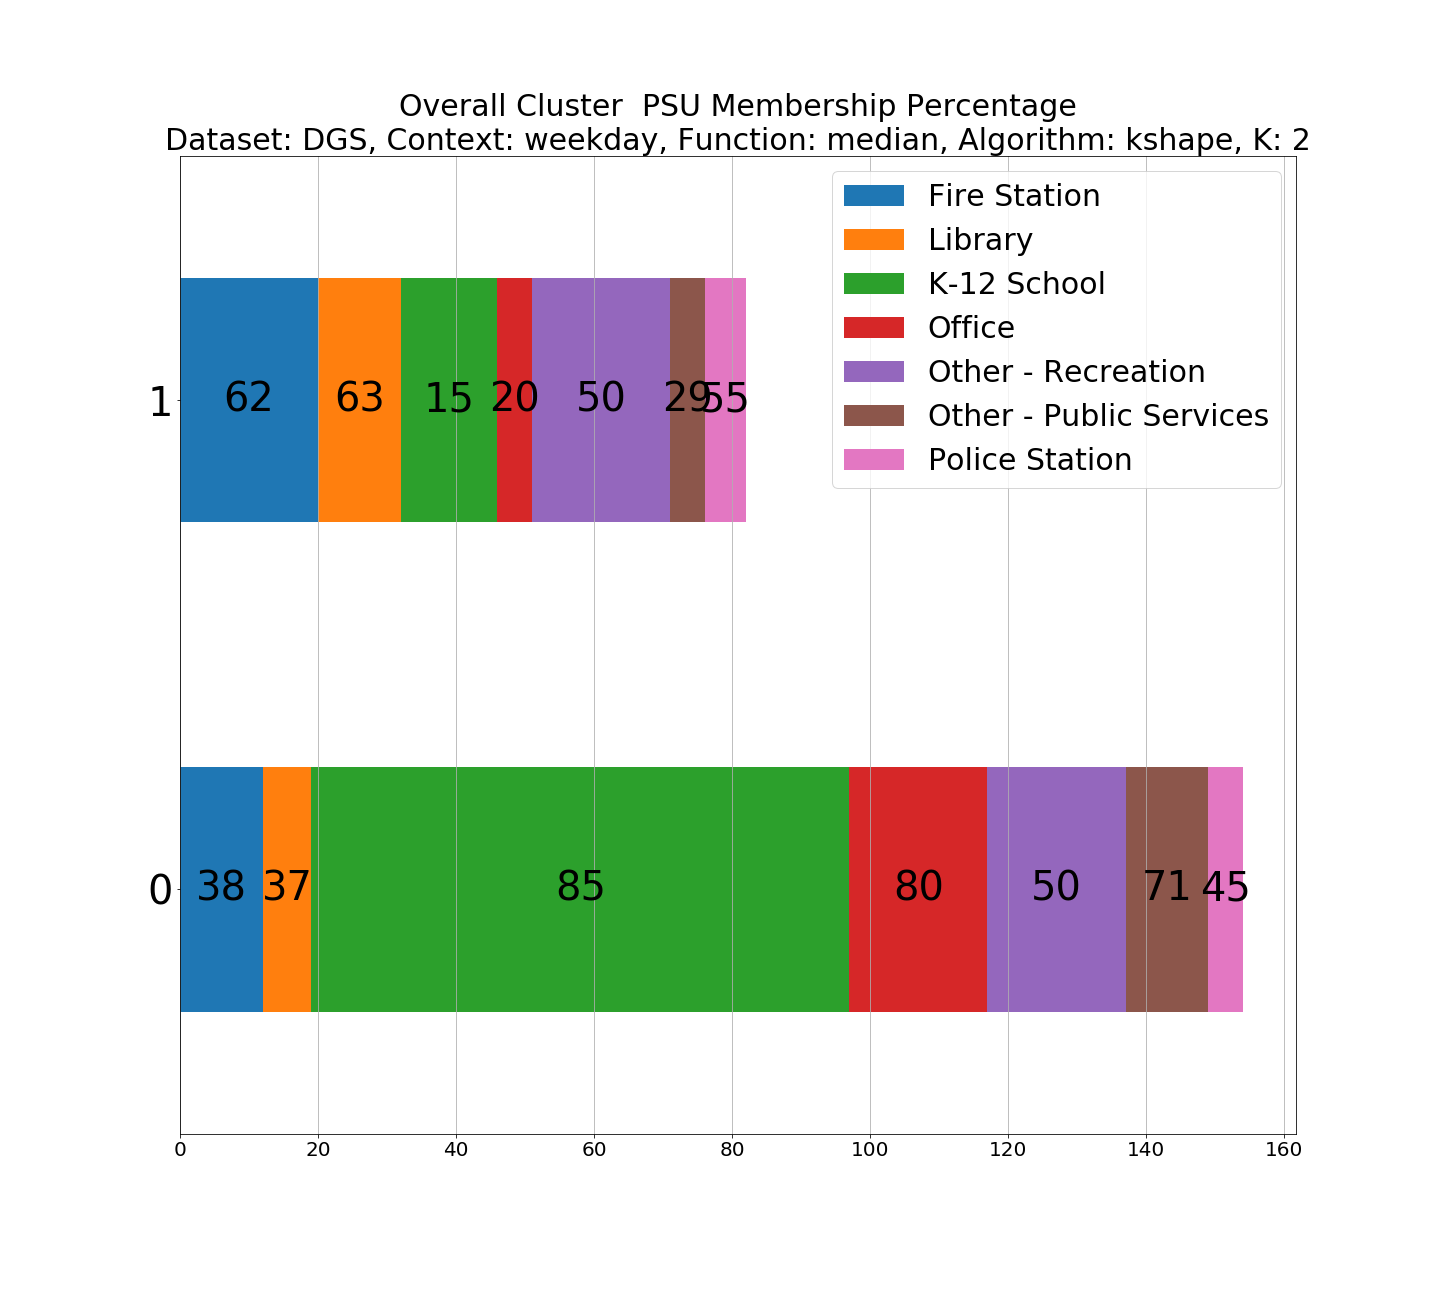 Overall Cluster  PSU Membership Percentage
Dataset: DGS, Context: weekday, Function: median, Algorithm: kshape, K: 2
Fire Station
Library
K-12 School
Office
Other - Recreation
Other - Public Services
Police Station
1
62 63 15 20 50 29 55
0
38 37 85 80 50 71 45
0 20 40 60 80 100 120 140 160